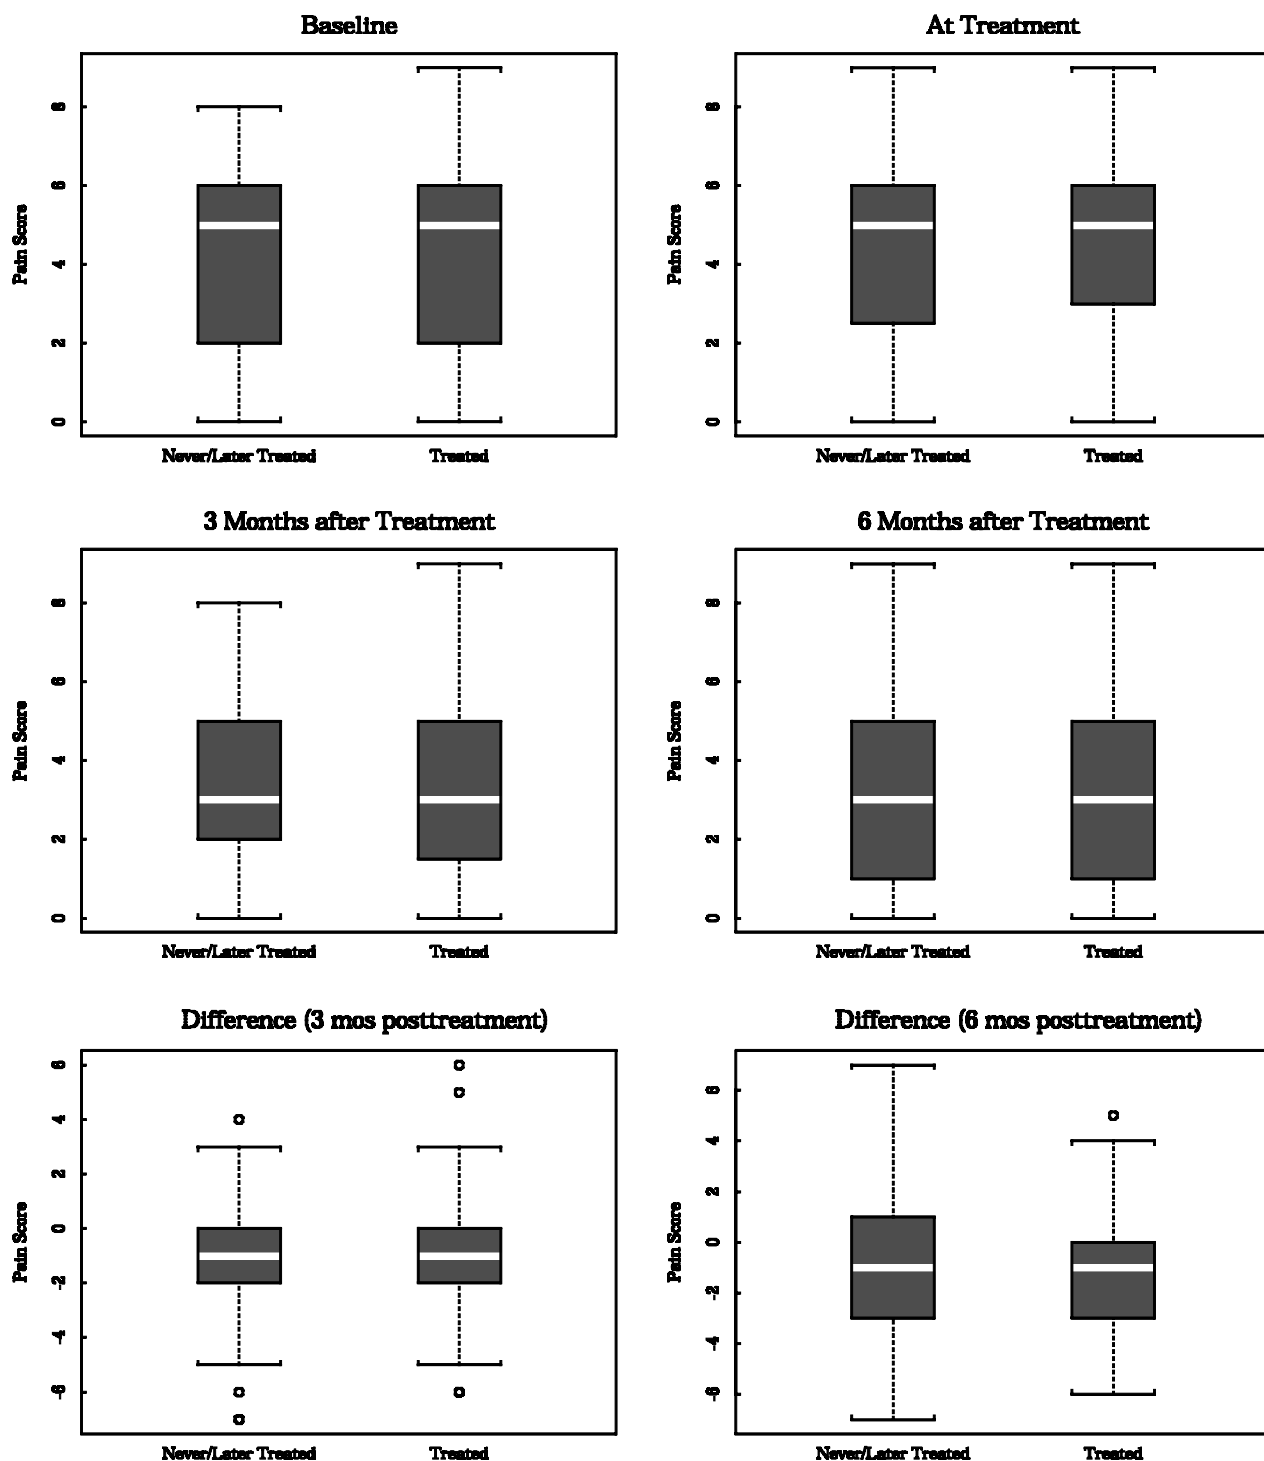 Baseline
Pain Score
8
6
4
2
0
Never/Later Treated
Treated
At Treatment
Pain Score
8
6
4
2
0
Never/Later Treated
Treated
3 Months after Treatment
Pain Score
8
6
4
2
0
Never/Later Treated
Treated
6 Months after Treatment
Pain Score
8
6
4
2
0
Never/Later Treated
Treated
Difference (3 mos posttreatment)
Pain Score
6
4
2
0
-2
-4
-6
Never/Later Treated
Treated
Difference (6 mos posttreatment)
Pain Score
6
4
2
0
-2
-4
-6
Never/Later Treated
Treated